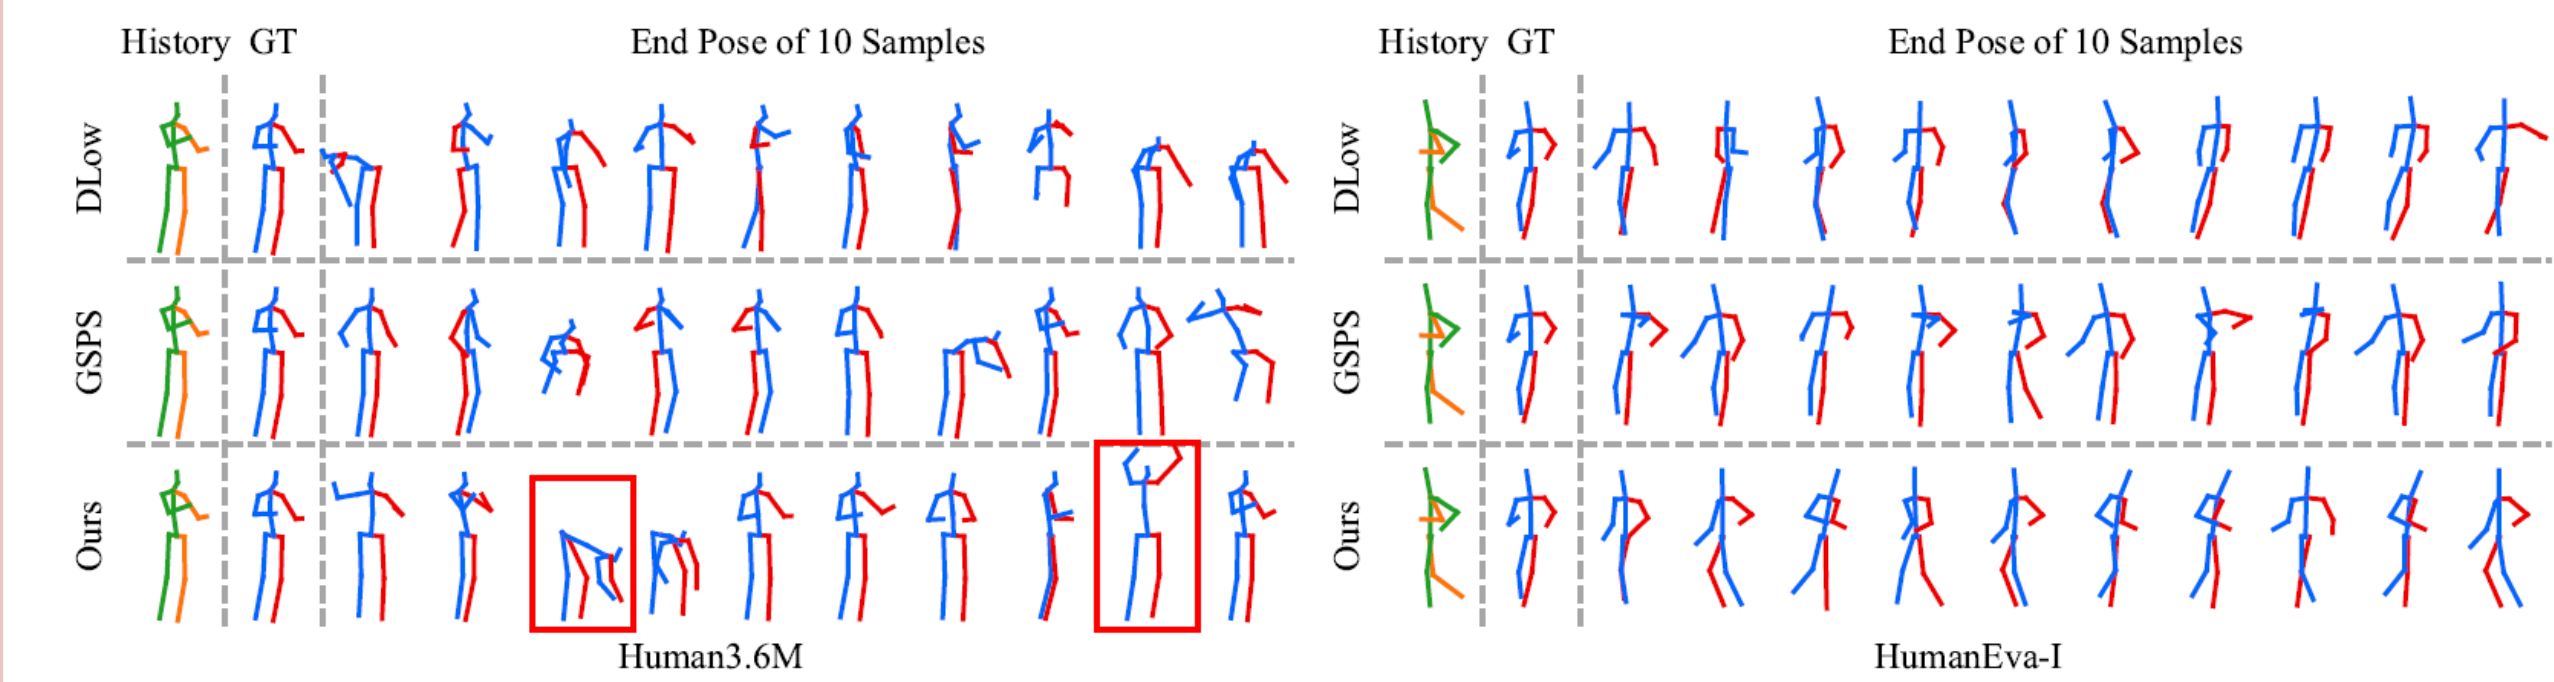 History GT End Pose of 10 Samples
DLow
GSPS
Ours
Human3.6M
History GT End Pose of 10 Samples
DLow
GSPS
Ours
HumanEva-I